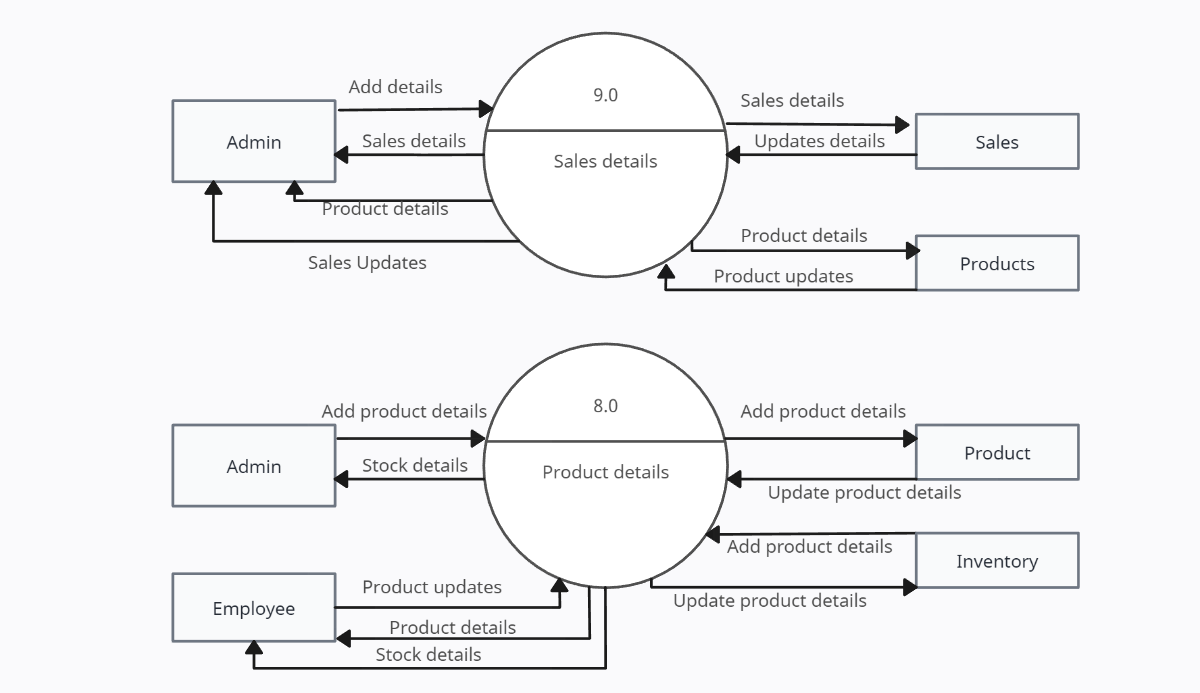 Add details
9.0
Sales details
Admin
Sales details
Updates details
Sales
Sales details
Product details
Product details
Sales Updates
Products
Product updates
8.0
Add product details
Add product details
Admin
Stock details
Product details
Product
Update product details
Add product details
Inventory
Product updates
Update product details
Employee
Product details
Stock details